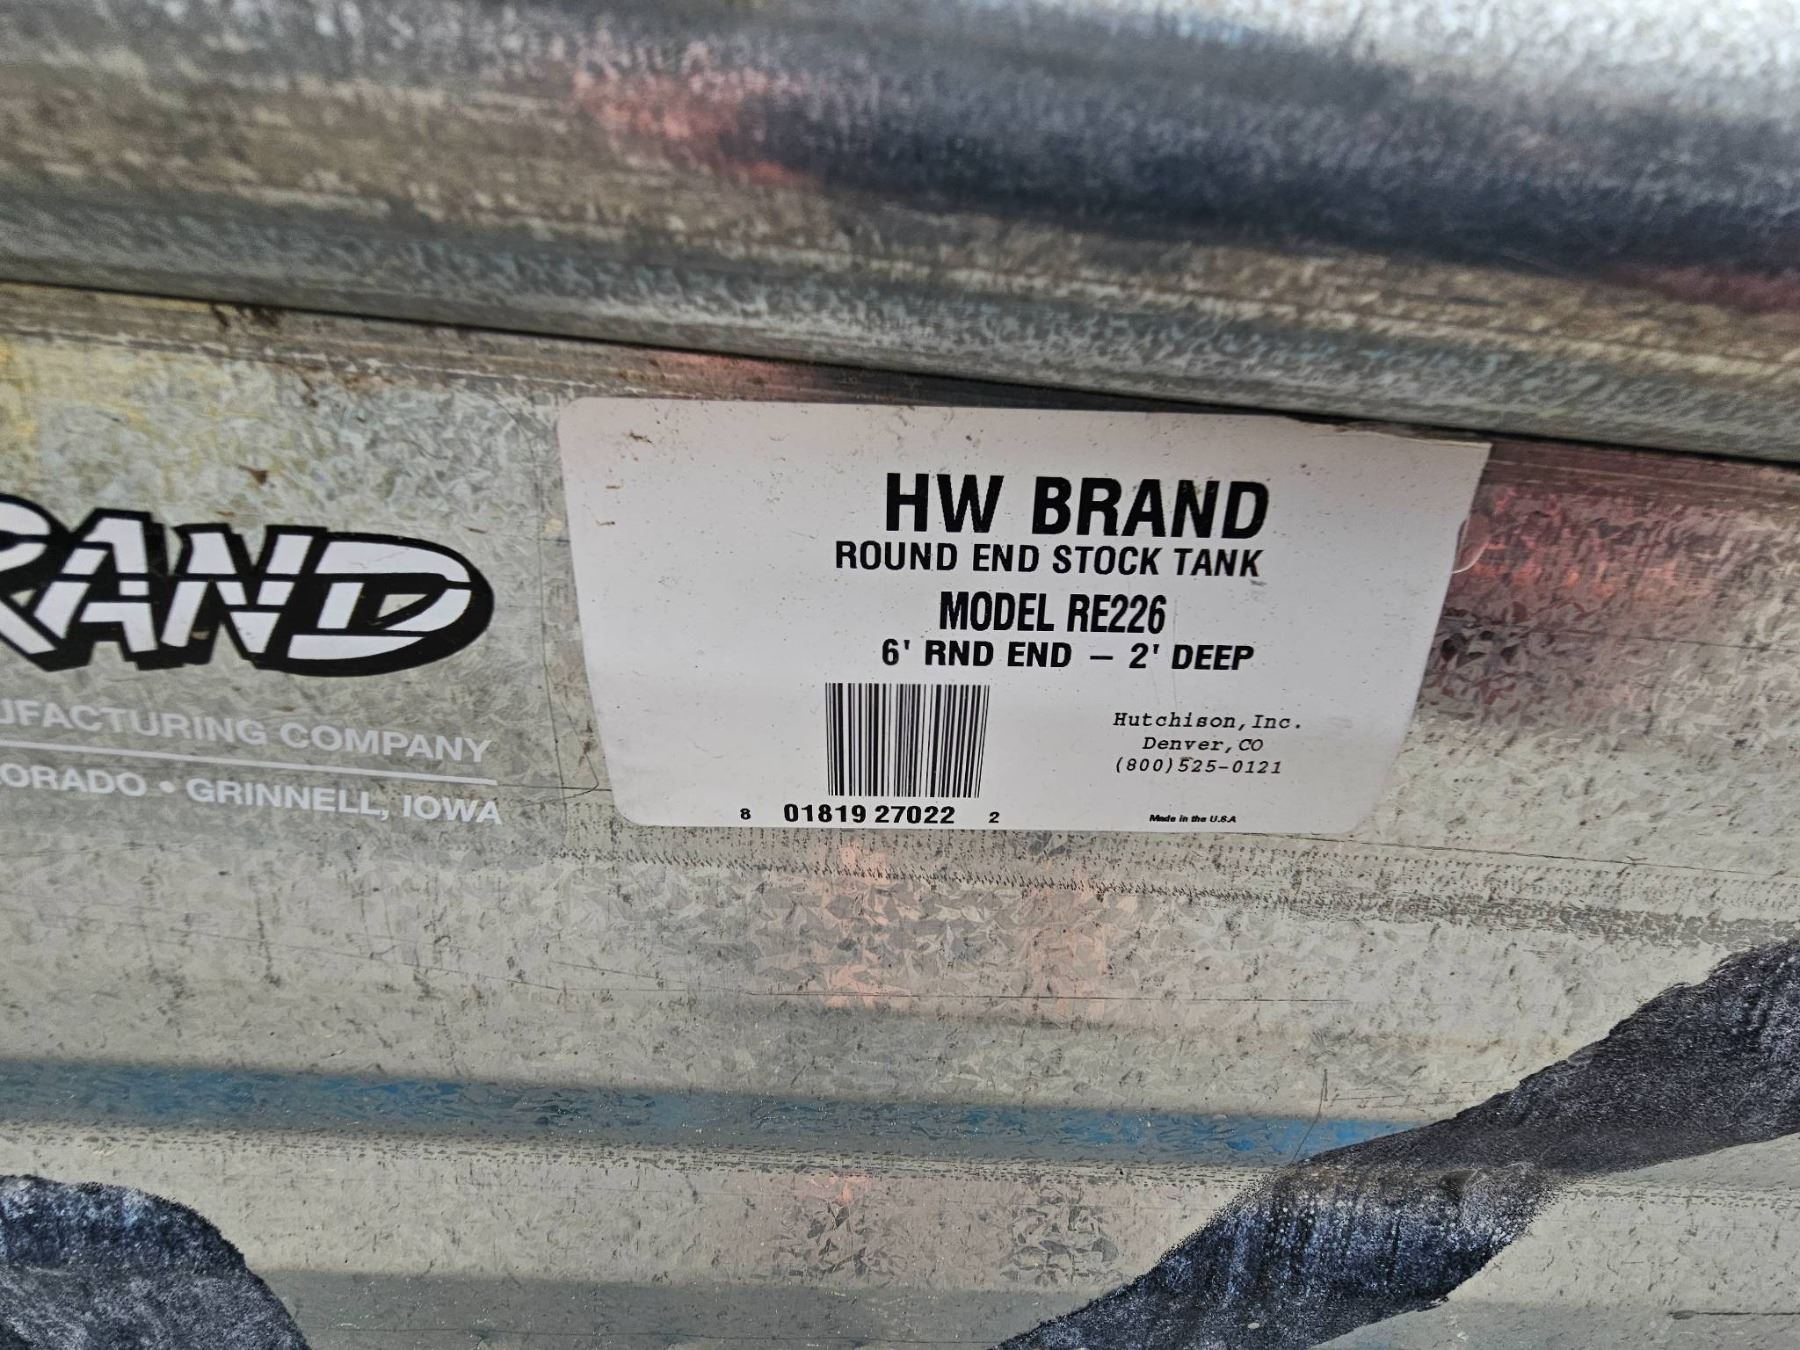 HW BRAND
ROUND END STOCK TANK
MODEL RE226
6' RND END – 2' DEEP
Hutchison, Inc.
Denver, CO
(800)525-0121
8 01819 27022 2
Made in the U.S.A
RAND
UFACTURING COMPANY
ORADO • GRINNELL, IOWA